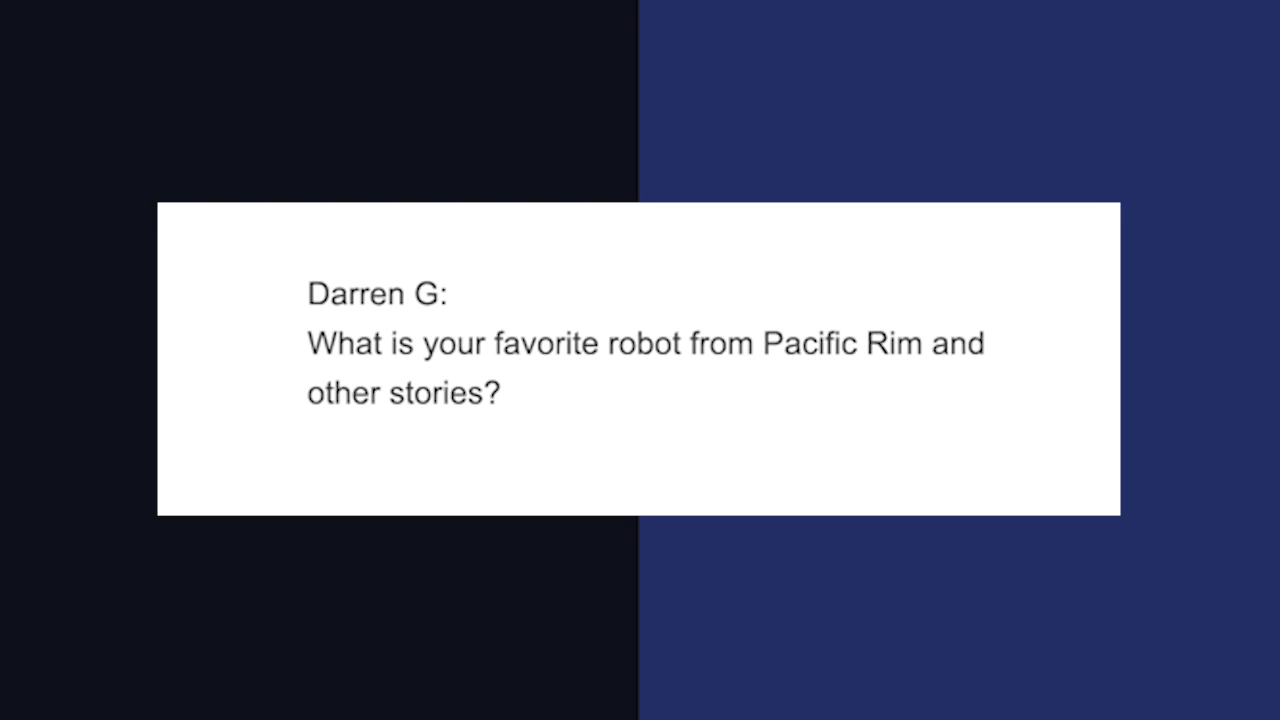 Darren G:
What is your favorite robot from Pacific Rim and
other stories?